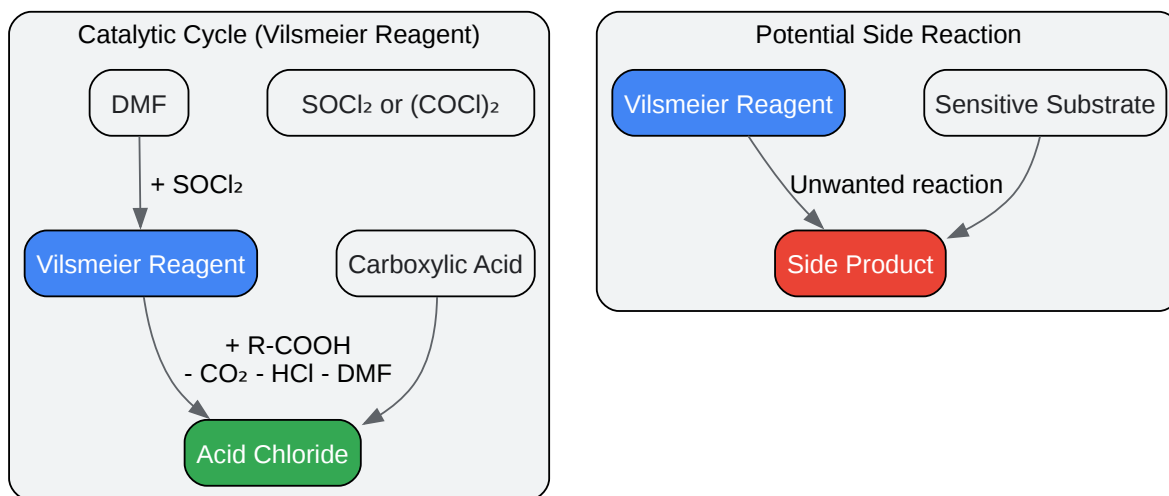 Catalytic Cycle (Vilsmeier Reagent)
DMF
SOCl₂ or (COCl)₂
+ SOCl₂
Vilsmeier Reagent
Carboxylic Acid
+ R-COOH
- CO₂ - HCl - DMF
Acid Chloride
Potential Side Reaction
Vilsmeier Reagent
Sensitive Substrate
Unwanted reaction
Side Product